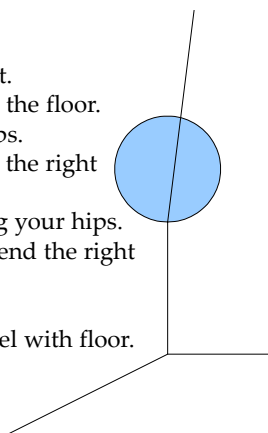 t.
the floor.
ps.
the right
g your hips.
end the right
el with floor.